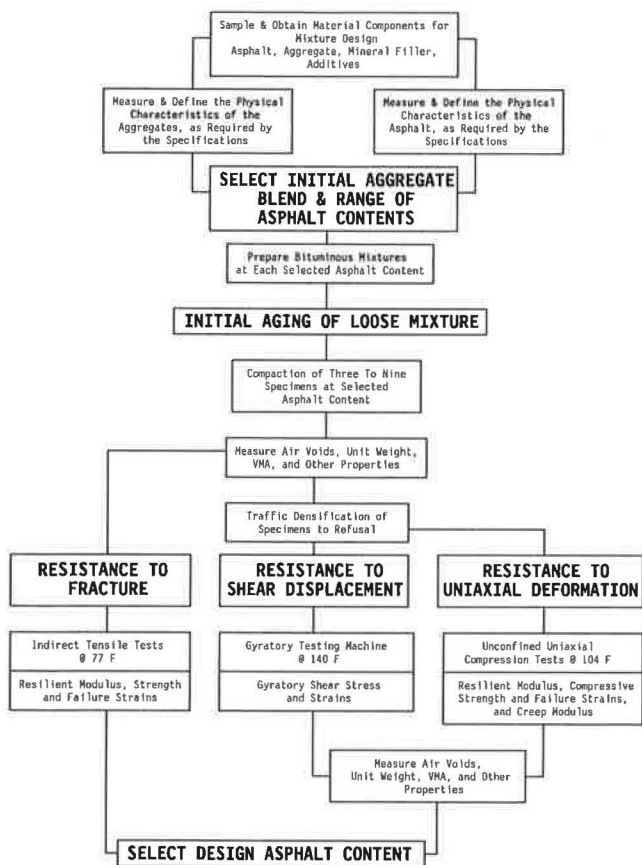 Sample & Obtain Material Components for
Mixture Design
Asphalt, Aggregate, Mineral Filler,
Additives
Measure & Define the Physical
Characteristics of the
Aggregates, as Required by
the Specifications
Measure & Define the Physical
Characteristics of the
Asphalt, as Required by the
Specifications
SELECT INITIAL AGGREGATE
BLEND & RANGE OF
ASPHALT CONTENTS
Prepare Bituminous Mixtures
at Each Selected Asphalt Content
INITIAL AGING OF LOOSE MIXTURE
Compaction of Three To Nine
Specimens at Selected
Asphalt Content
Measure Air Voids, Unit Weight,
VMA, and Other Properties
Traffic Densification of
Specimens to Refusal
RESISTANCE TO
FRACTURE
Indirect Tensile Tests
@ 77 F
Resilient Modulus, Strength
and Failure Strains
RESISTANCE TO
SHEAR DISPLACEMENT
Gyratory Testing Machine
@ 140 F
Gyratory Shear Stress
and Strains
RESISTANCE TO
UNIAXIAL DEFORMATION
Unconfined Uniaxial
Compression Tests @ 104 F
Resilient Modulus, Compressive
Strength and Failure Strains,
and Creep Modulus
Measure Air Voids,
Unit Weight, VMA, and Other
Properties
SELECT DESIGN ASPHALT CONTENT